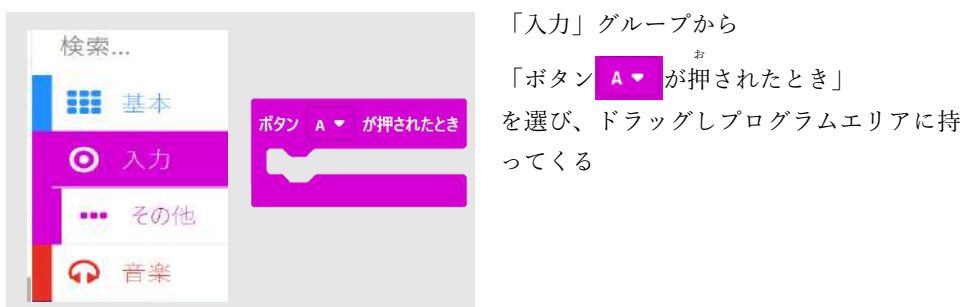 検索...
基本
入力
その他
音楽
ボタン A が押されたとき
「入力」グループから
お
「ボタン A が押されたとき」
を選び、ドラッグしプログラムエリアに持
ってくる